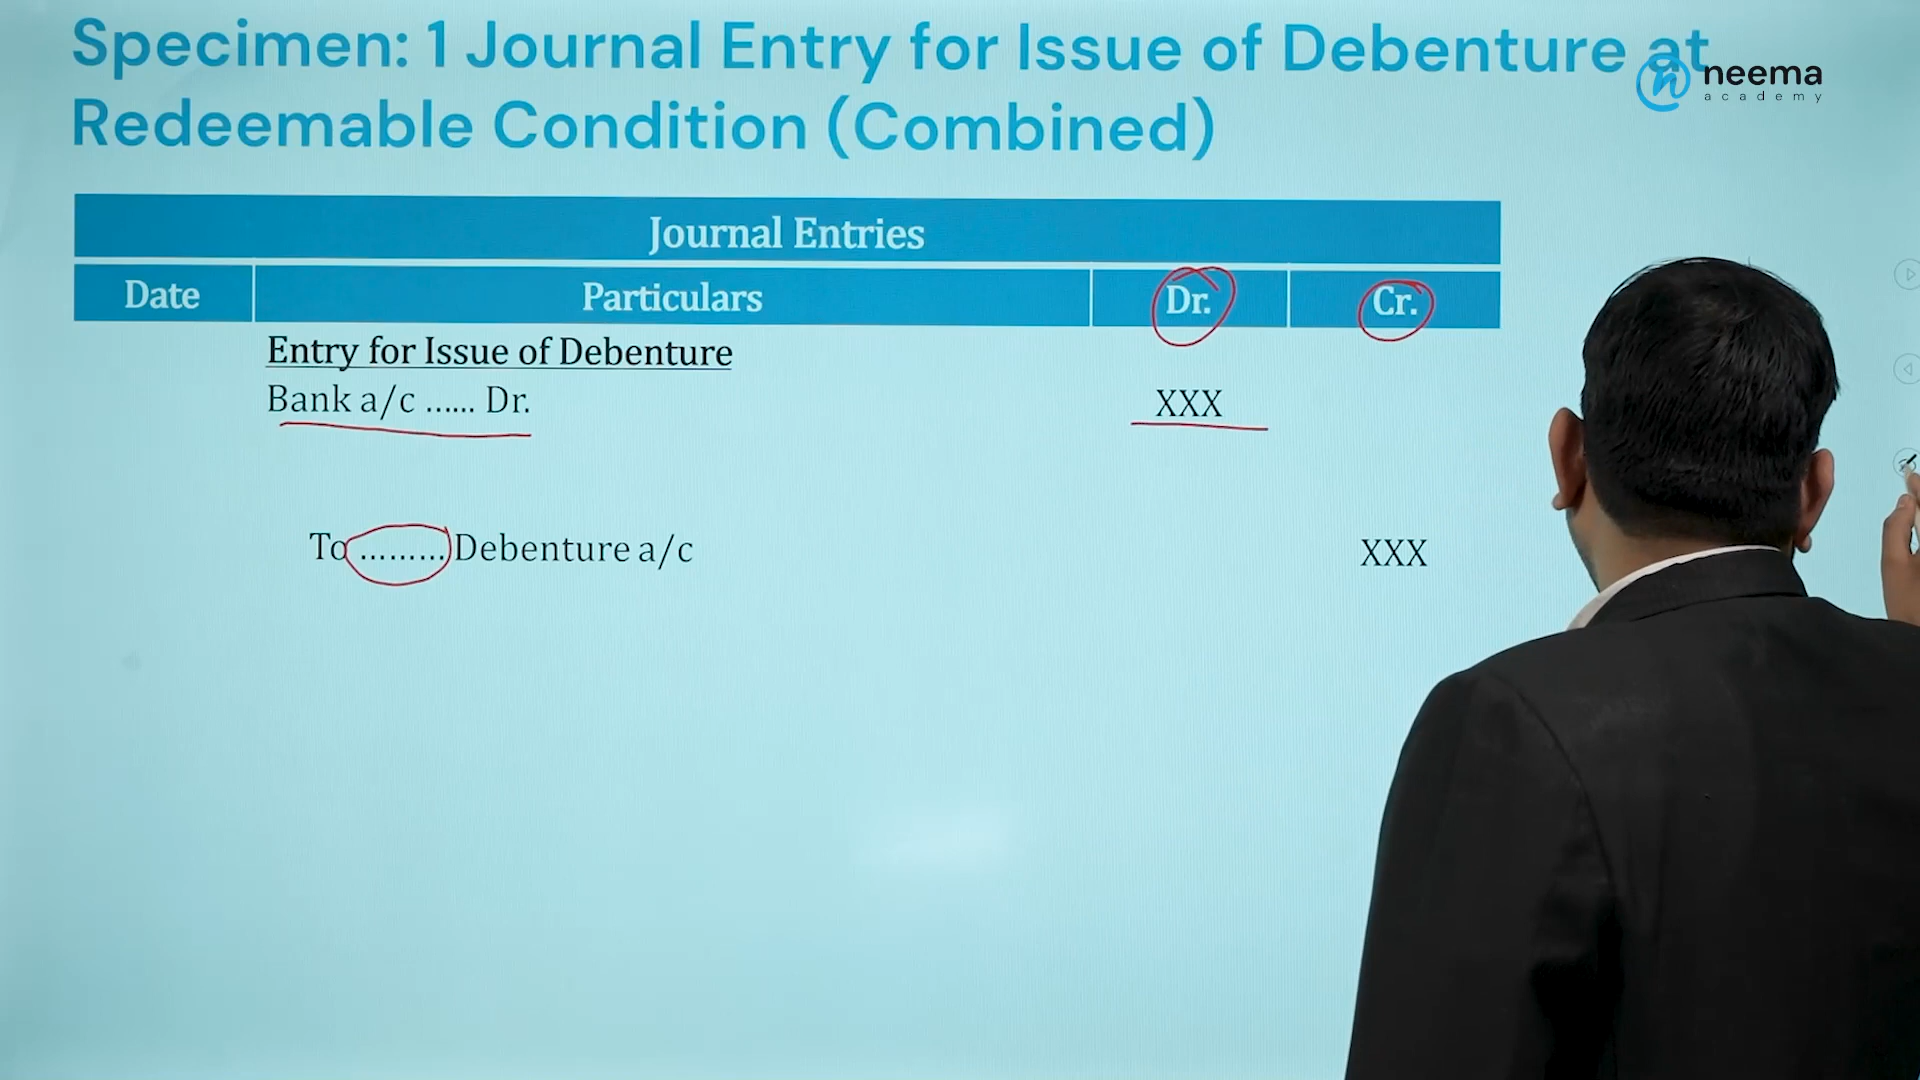 Specimen: 1 Journal Entry for Issue of Debenture at
Redeemable Condition (Combined)
neema
academy
Journal Entries
Date Particulars Dr. Cr.
Entry for Issue of Debenture
Bank a/c ...... Dr. XXX
To ......... Debenture a/c XXX